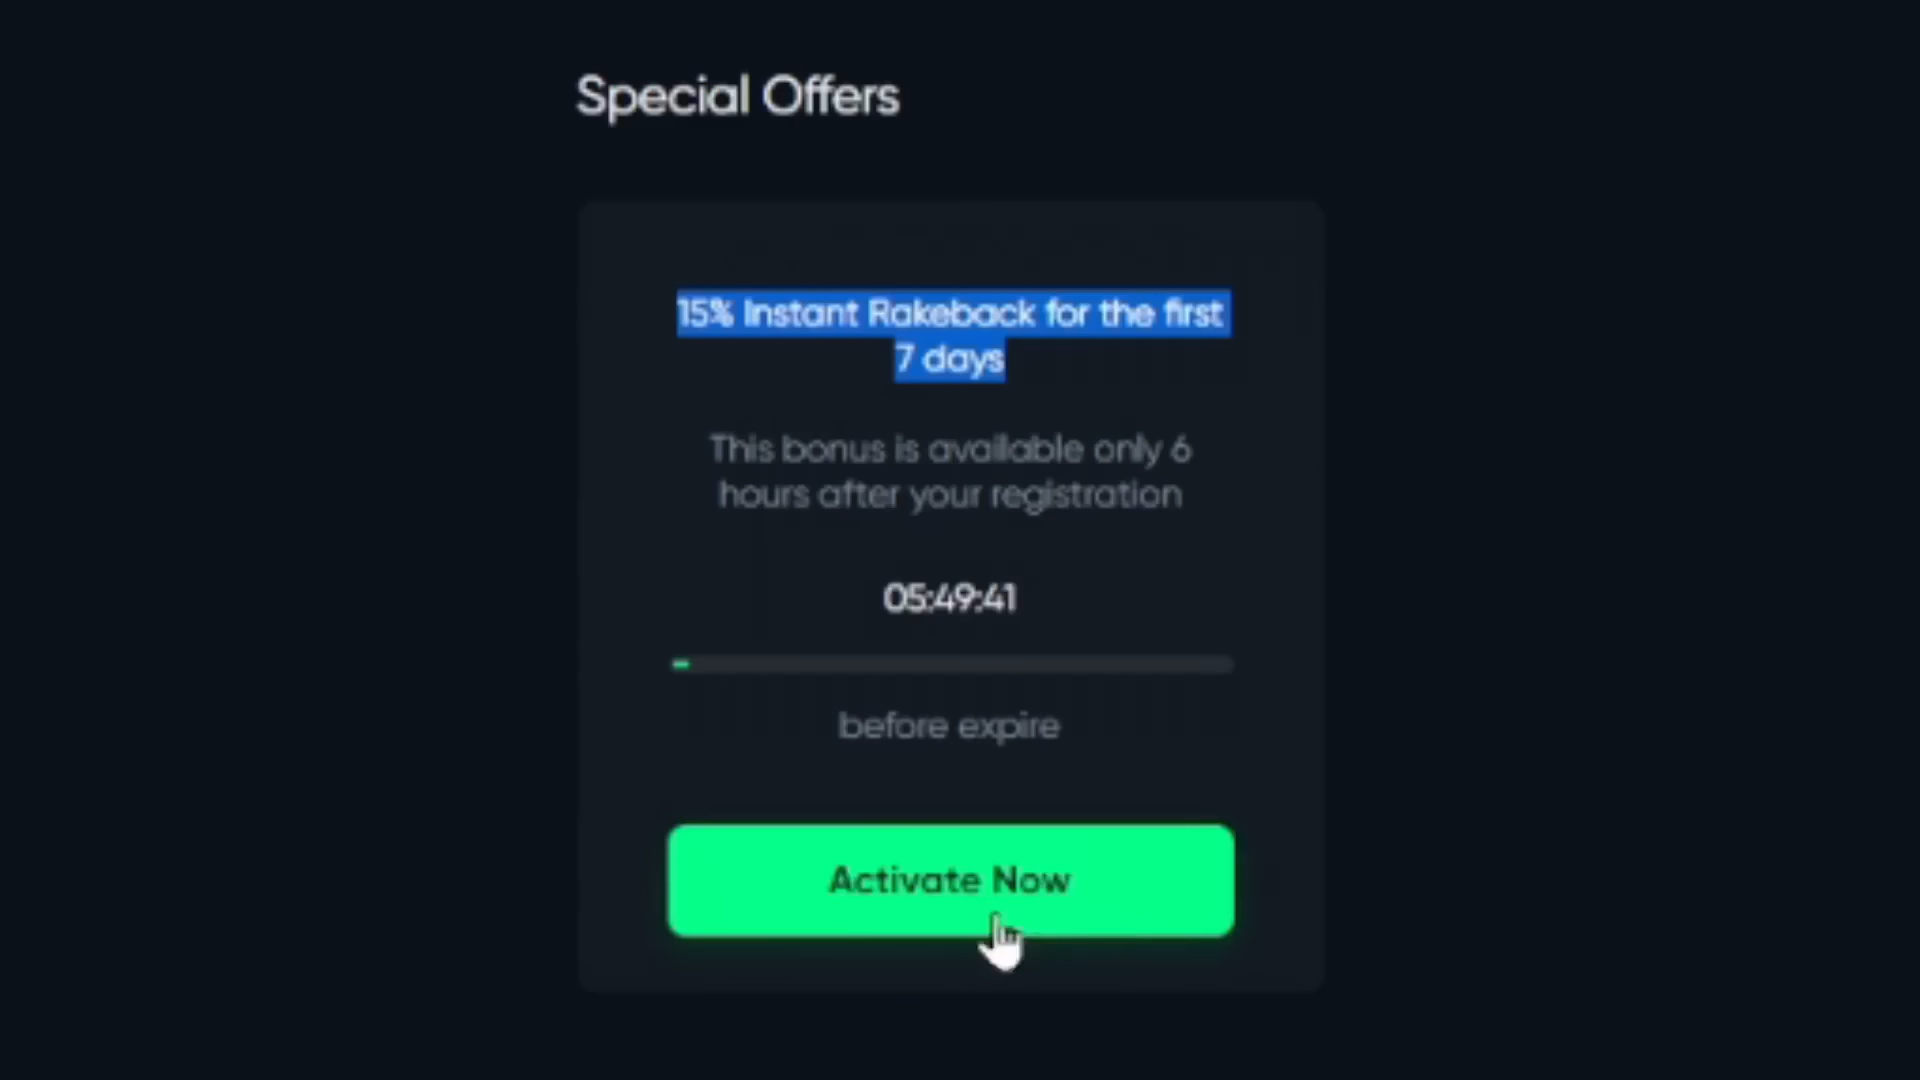 Special Offers
15% Instant Rakeback for the first
7 days
This bonus is available only 6
hours after your registration
05:49:41
before expire
Activate Now